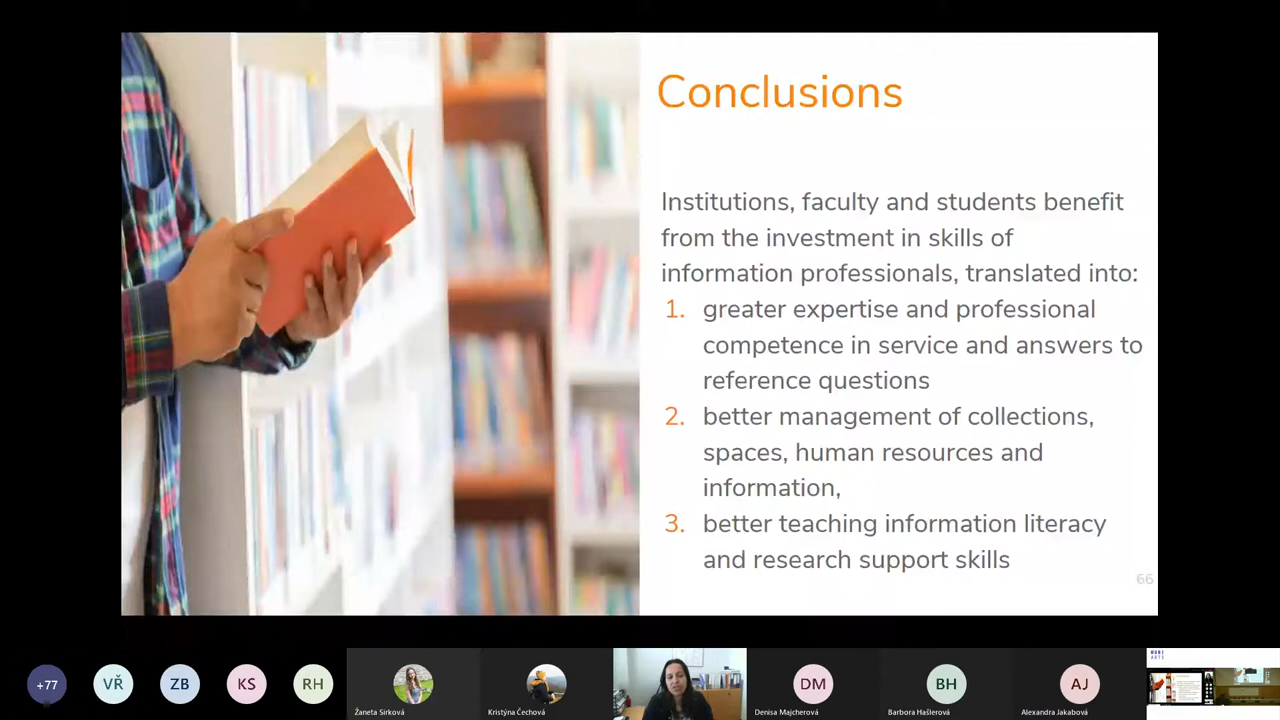 Conclusions
Institutions, faculty and students benefit
from the investment in skills of
information professionals, translated into:
1. greater expertise and professional
competence in service and answers to
reference questions
2. better management of collections,
spaces, human resources and
information,
3. better teaching information literacy
and research support skills
66
+77
VŘ
ZB
KS
RH
Žaneta Sirková
Kristýna Čechová
DM
Denisa Majcherová
BH
Barbora Hašlerová
AJ
Alexandra Jakabová
MUNI
ARTS